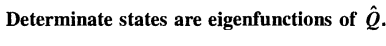 Determinate states are eigenfunctions of Q̂.